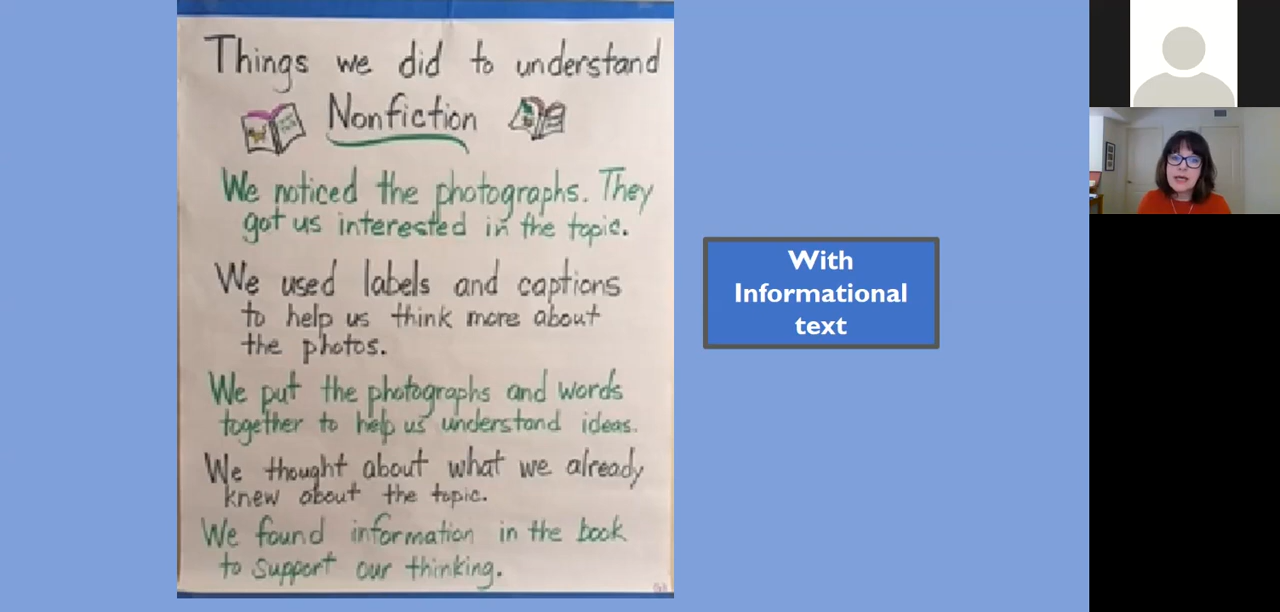 Things we did to understand
Nonfiction
We noticed the photographs. They
got us interested in the topic.
We used labels and captions
to help us think more about
the photos.
We put the photographs and words
together to help us understand ideas.
We thought about what we already
knew about the topic.
We found information in the book
to support our thinking.
With
Informational
text